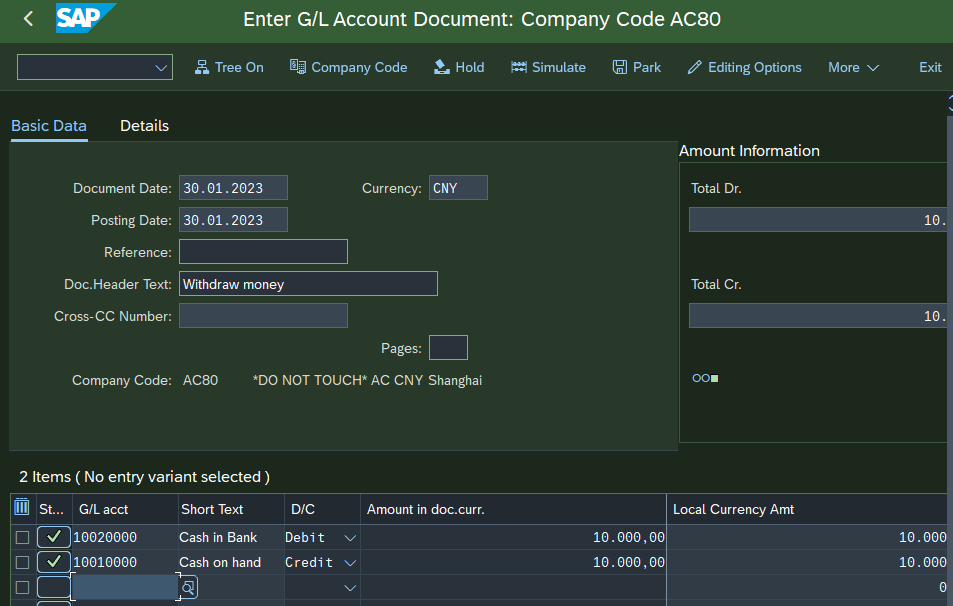 SAP Enter G/L Account Document: Company Code AC80
Tree On Company Code Hold Simulate Park Editing Options More Exit
Basic Data Details
Amount Information
Document Date: 30.01.2023 Currency: CNY Total Dr.
Posting Date: 30.01.2023 10.
Reference:
Doc.Header Text: Withdraw money Total Cr.
Cross-CC Number: 10.
Pages:
Company Code: AC80 *DO NOT TOUCH* AC CNY Shanghai
2 Items ( No entry variant selected )
St... G/L acct Short Text D/C Amount in doc.curr. Local Currency Amt
10020000 Cash in Bank Debit 10.000,00 10.000
10010000 Cash on hand Credit 10.000,00 10.000
0